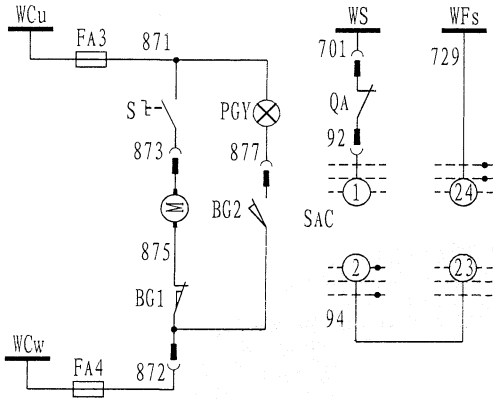 WCu
FA3
871
S
PGY
873
877
M
BG2
875
BG1
WCw
FA4
872
WS
WFs
701
729
QA
92
1
24
SAC
2
23
94